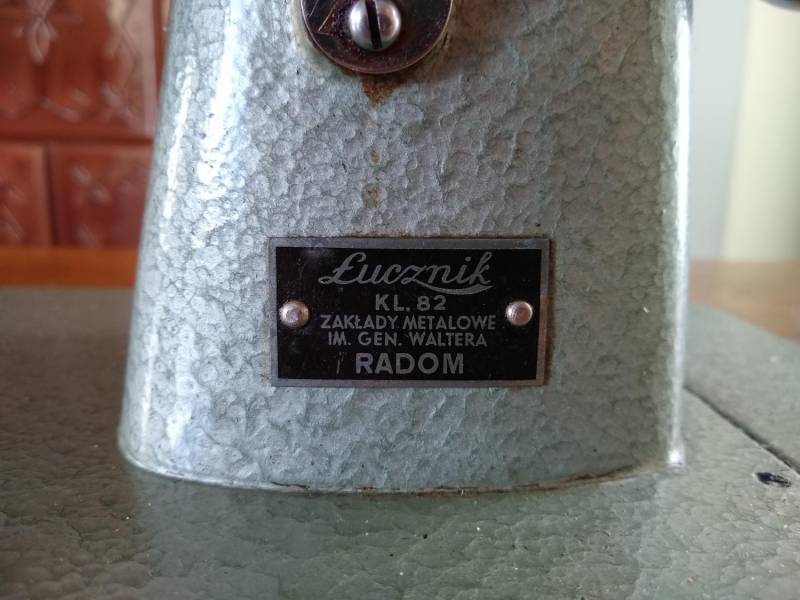 Łucznik
KL. 82
ZAKŁADY METALOWE
IM. GEN. WALTERA
RADOM